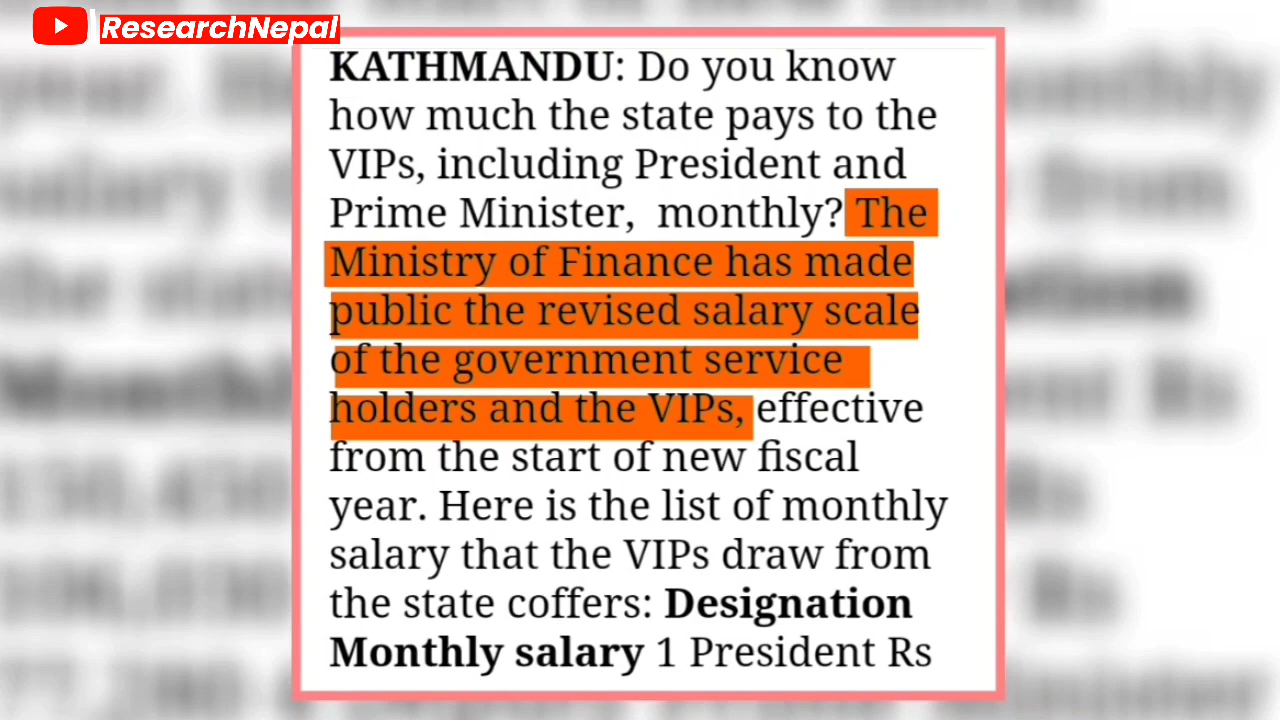 ResearchNepal
KATHMANDU: Do you know
how much the state pays to the
VIPs, including President and
Prime Minister, monthly? The
Ministry of Finance has made
public the revised salary scale
of the government service
holders and the VIPs, effective
from the start of new fiscal
year. Here is the list of monthly
salary that the VIPs draw from
the state coffers: Designation
Monthly salary 1 President Rs